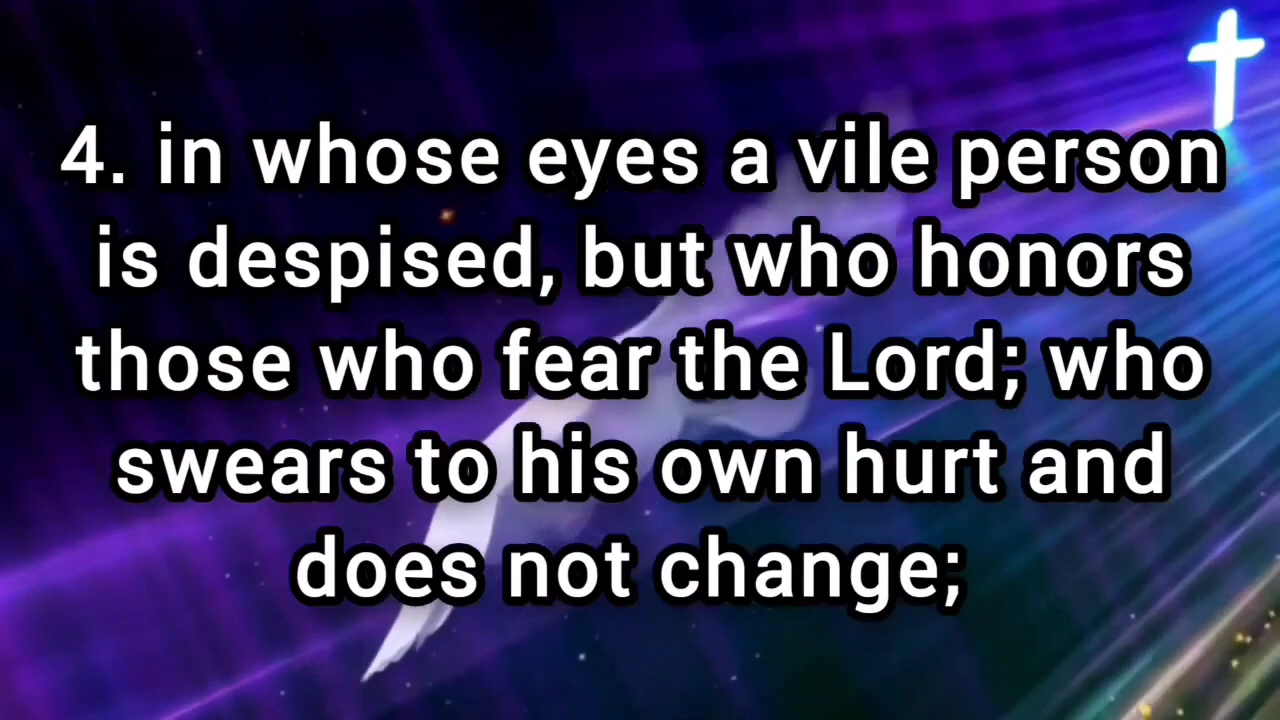 4. in whose eyes a vile person
is despised, but who honors
those who fear the Lord; who
swears to his own hurt and
does not change;